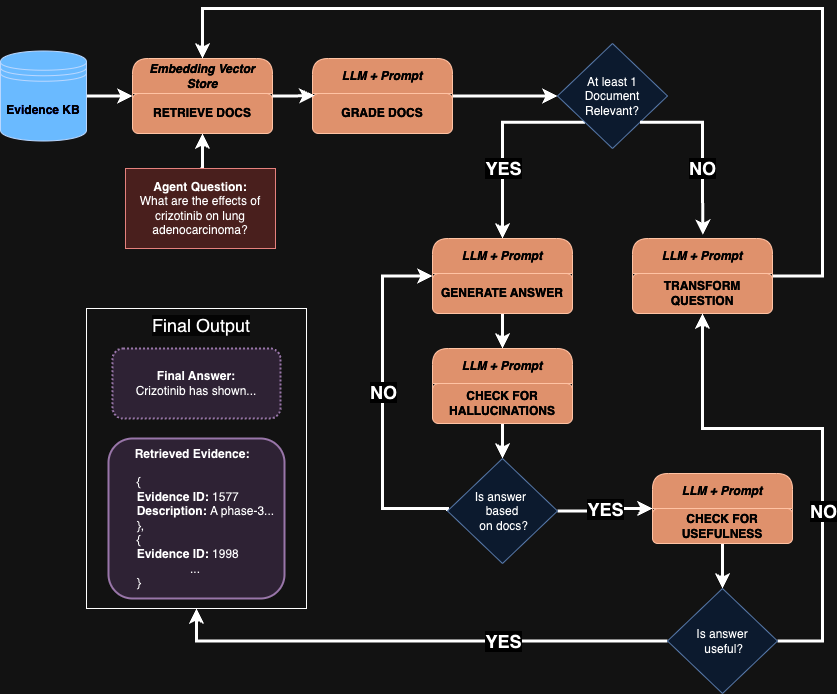 Evidence KB
Embedding Vector
Store
RETRIEVE DOCS
LLM + Prompt
GRADE DOCS
At least 1
Document
Relevant?
Agent Question:
What are the effects of
crizotinib on lung
adenocarcinoma?
YES
NO
LLM + Prompt
GENERATE ANSWER
LLM + Prompt
TRANSFORM
QUESTION
LLM + Prompt
CHECK FOR
HALLUCINATIONS
NO
Is answer
based
on docs?
YES
LLM + Prompt
CHECK FOR
USEFULNESS
NO
Is answer
useful?
YES
Final Output
Final Answer:
Crizotinib has shown...
Retrieved Evidence:
{
Evidence ID: 1577
Description: A phase-3...
},
{
Evidence ID: 1998
...
}